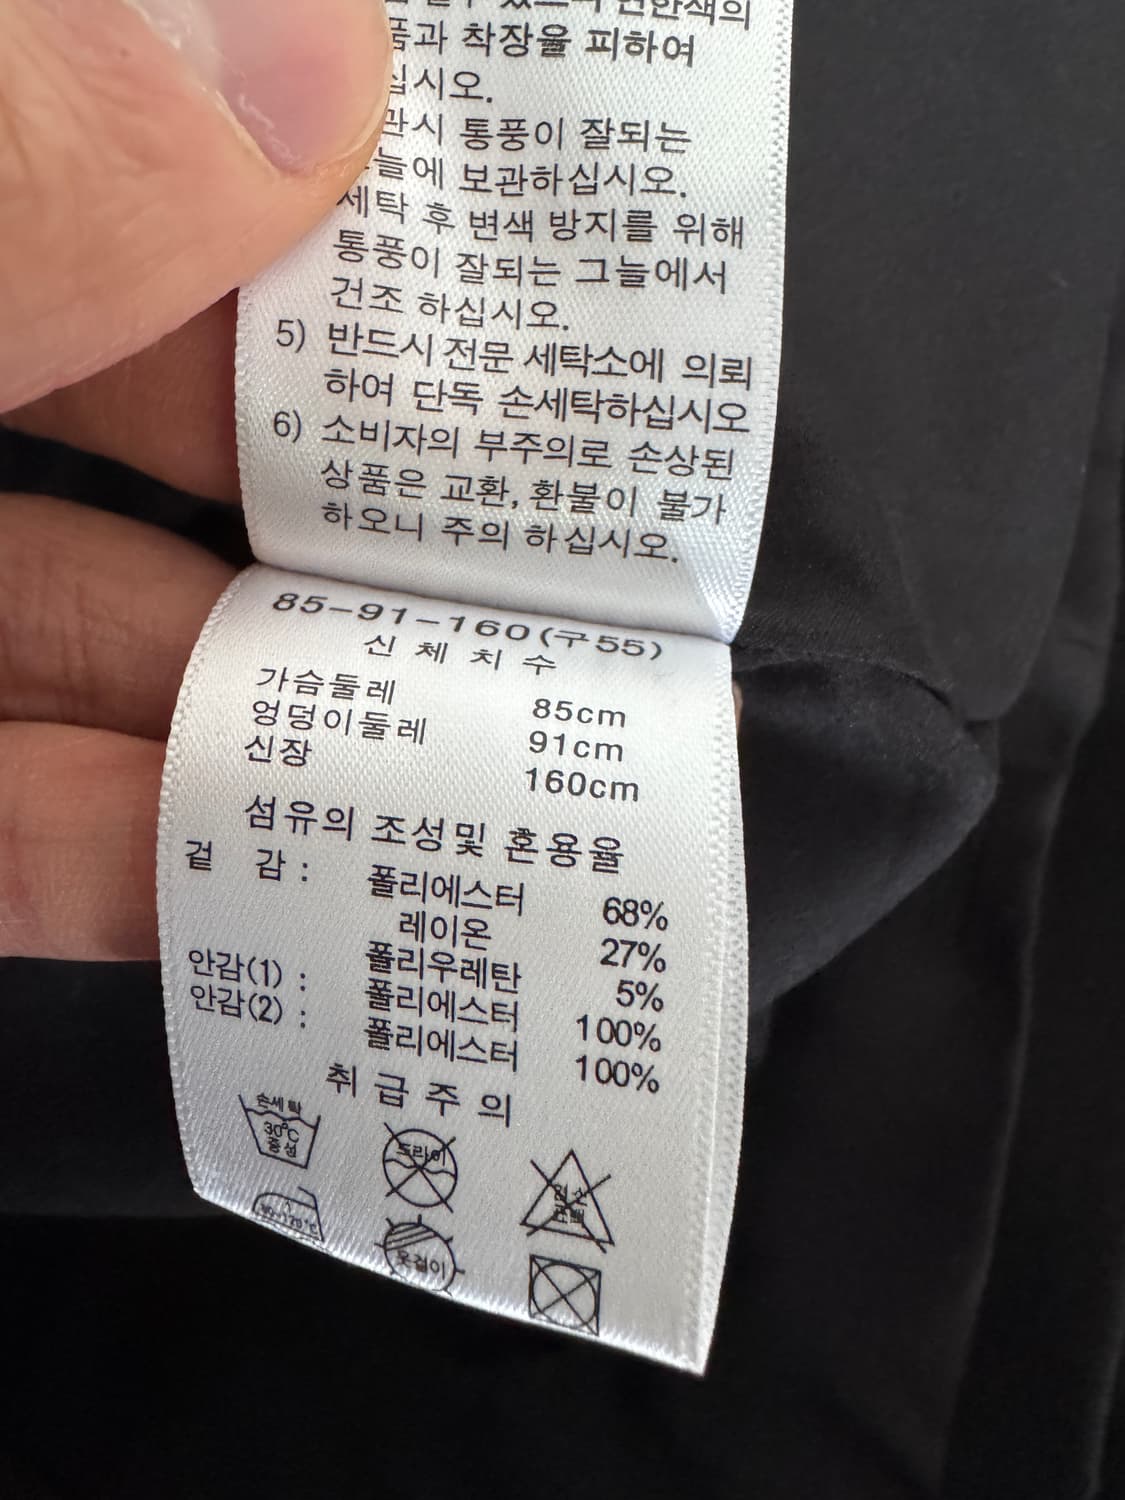 연한색의
과 착장을 피하여
십시오.
관시 통풍이 잘되는
늘에 보관하십시오.
세탁 후 변색 방지를 위해
통풍이 잘되는 그늘에서
건조 하십시오.
5) 반드시 전문 세탁소에 의뢰
하여 단독 손세탁하십시오
6) 소비자의 부주의로 손상된
상품은 교환, 환불이 불가
하오니 주의 하십시오.
85-91-160(구55)
신 체 치 수
가슴둘레 85cm
엉덩이둘레 91cm
신장 160cm
섬유의 조성및 혼용율
겉 감 : 폴리에스터 68%
레이온 27%
폴리우레탄 5%
안감(1) : 폴리에스터 100%
안감(2) : 폴리에스터 100%
취 급 주 의
손세탁
30℃
중성
드라이
염소
표백
옷걸이